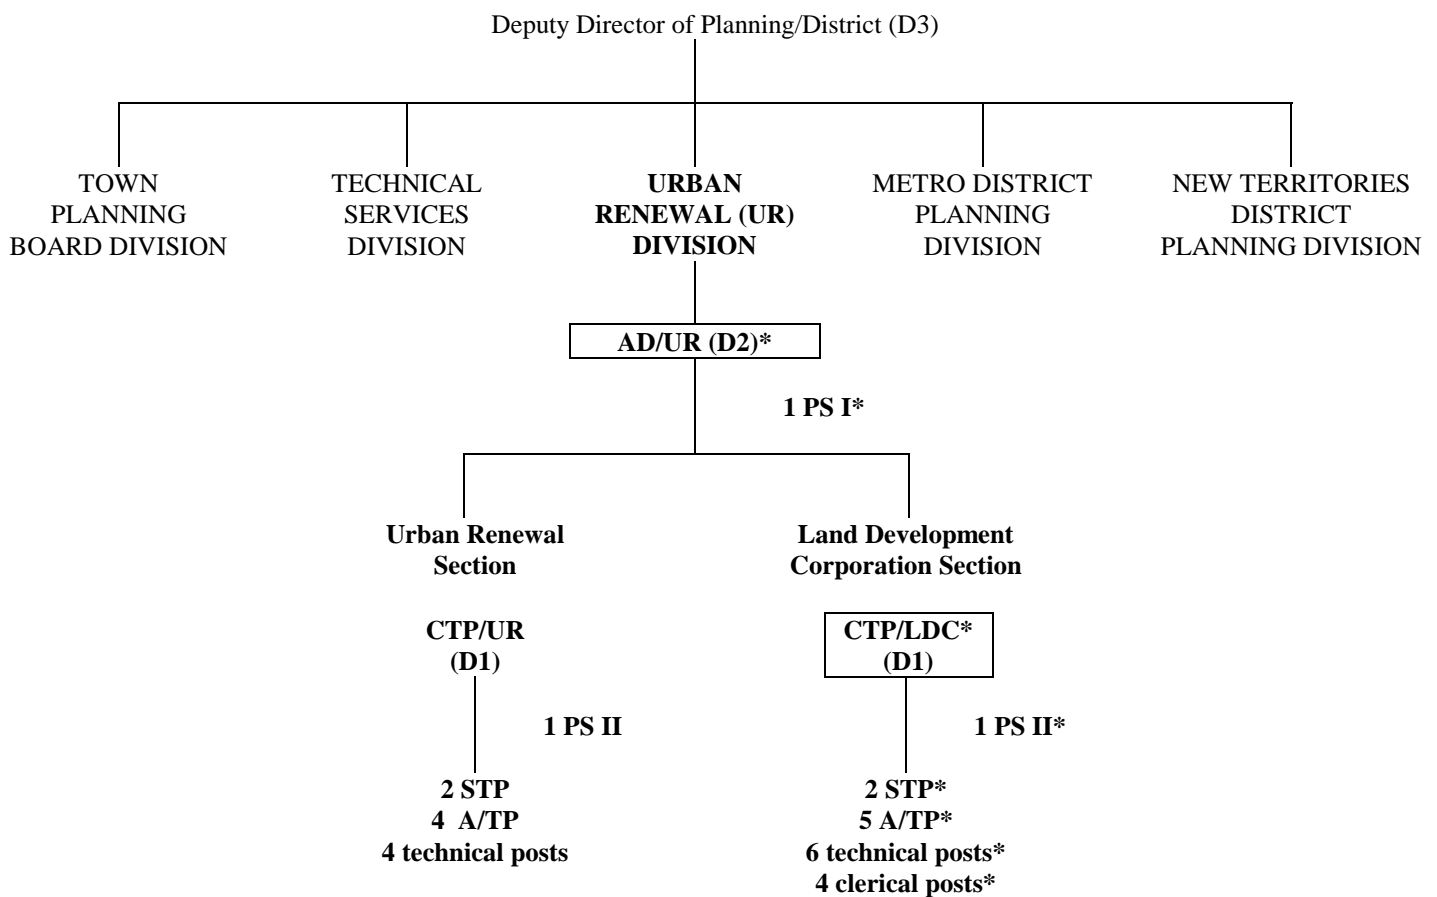 Deputy Director of Planning/District (D3)
TOWN
PLANNING
BOARD DIVISION
TECHNICAL
SERVICES
DIVISION
URBAN
RENEWAL (UR)
DIVISION
METRO DISTRICT
PLANNING
DIVISION
NEW TERRITORIES
DISTRICT
PLANNING DIVISION
AD/UR (D2)*
1 PS I*
Urban Renewal
Section
CTP/UR
(D1)
1 PS II
2 STP
4 A/TP
4 technical posts
Land Development
Corporation Section
CTP/LDC*
(D1)
1 PS II*
2 STP*
5 A/TP*
6 technical posts*
4 clerical posts*